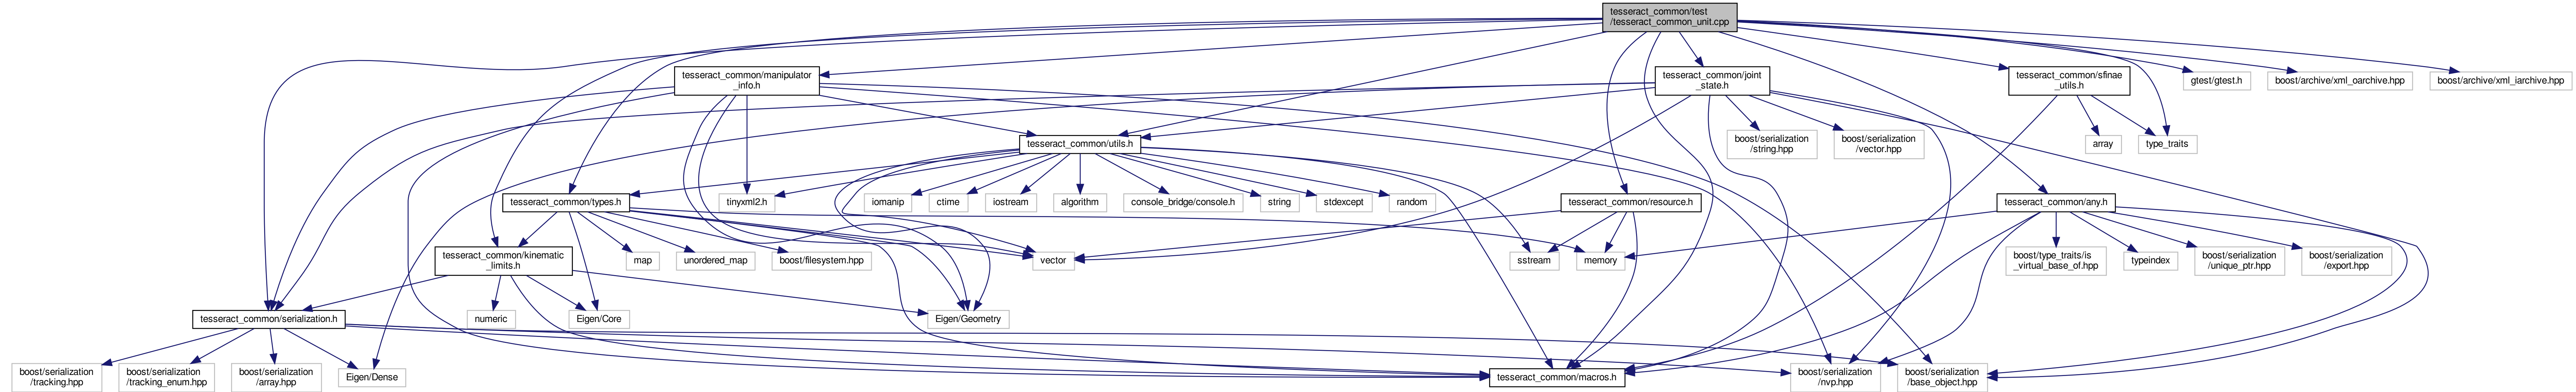 tesseract_common/test
/tesseract_common_unit.cpp
tesseract_common/manipulator
_info.h
tesseract_common/joint
_state.h
tesseract_common/sfinae
_utils.h
gtest/gtest.h
boost/archive/xml_oarchive.hpp
boost/archive/xml_iarchive.hpp
tesseract_common/utils.h
boost/serialization
/string.hpp
boost/serialization
/vector.hpp
array
type_traits
tesseract_common/types.h
tinyxml2.h
iomanip
ctime
iostream
algorithm
console_bridge/console.h
string
stdexcept
random
tesseract_common/resource.h
tesseract_common/any.h
tesseract_common/kinematic
_limits.h
map
unordered_map
boost/filesystem.hpp
vector
sstream
memory
boost/type_traits/is
_virtual_base_of.hpp
typeindex
boost/serialization
/unique_ptr.hpp
boost/serialization
/export.hpp
tesseract_common/serialization.h
numeric
Eigen/Core
Eigen/Geometry
boost/serialization
/tracking.hpp
boost/serialization
/tracking_enum.hpp
boost/serialization
/array.hpp
Eigen/Dense
tesseract_common/macros.h
boost/serialization
/nvp.hpp
boost/serialization
/base_object.hpp